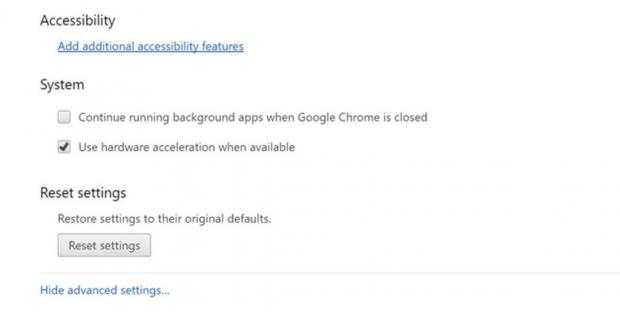 Accessibility
Add additional accessibility features
System
Continue running background apps when Google Chrome is closed
Use hardware acceleration when available
Reset settings
Restore settings to their original defaults.
Reset settings
Hide advanced settings...